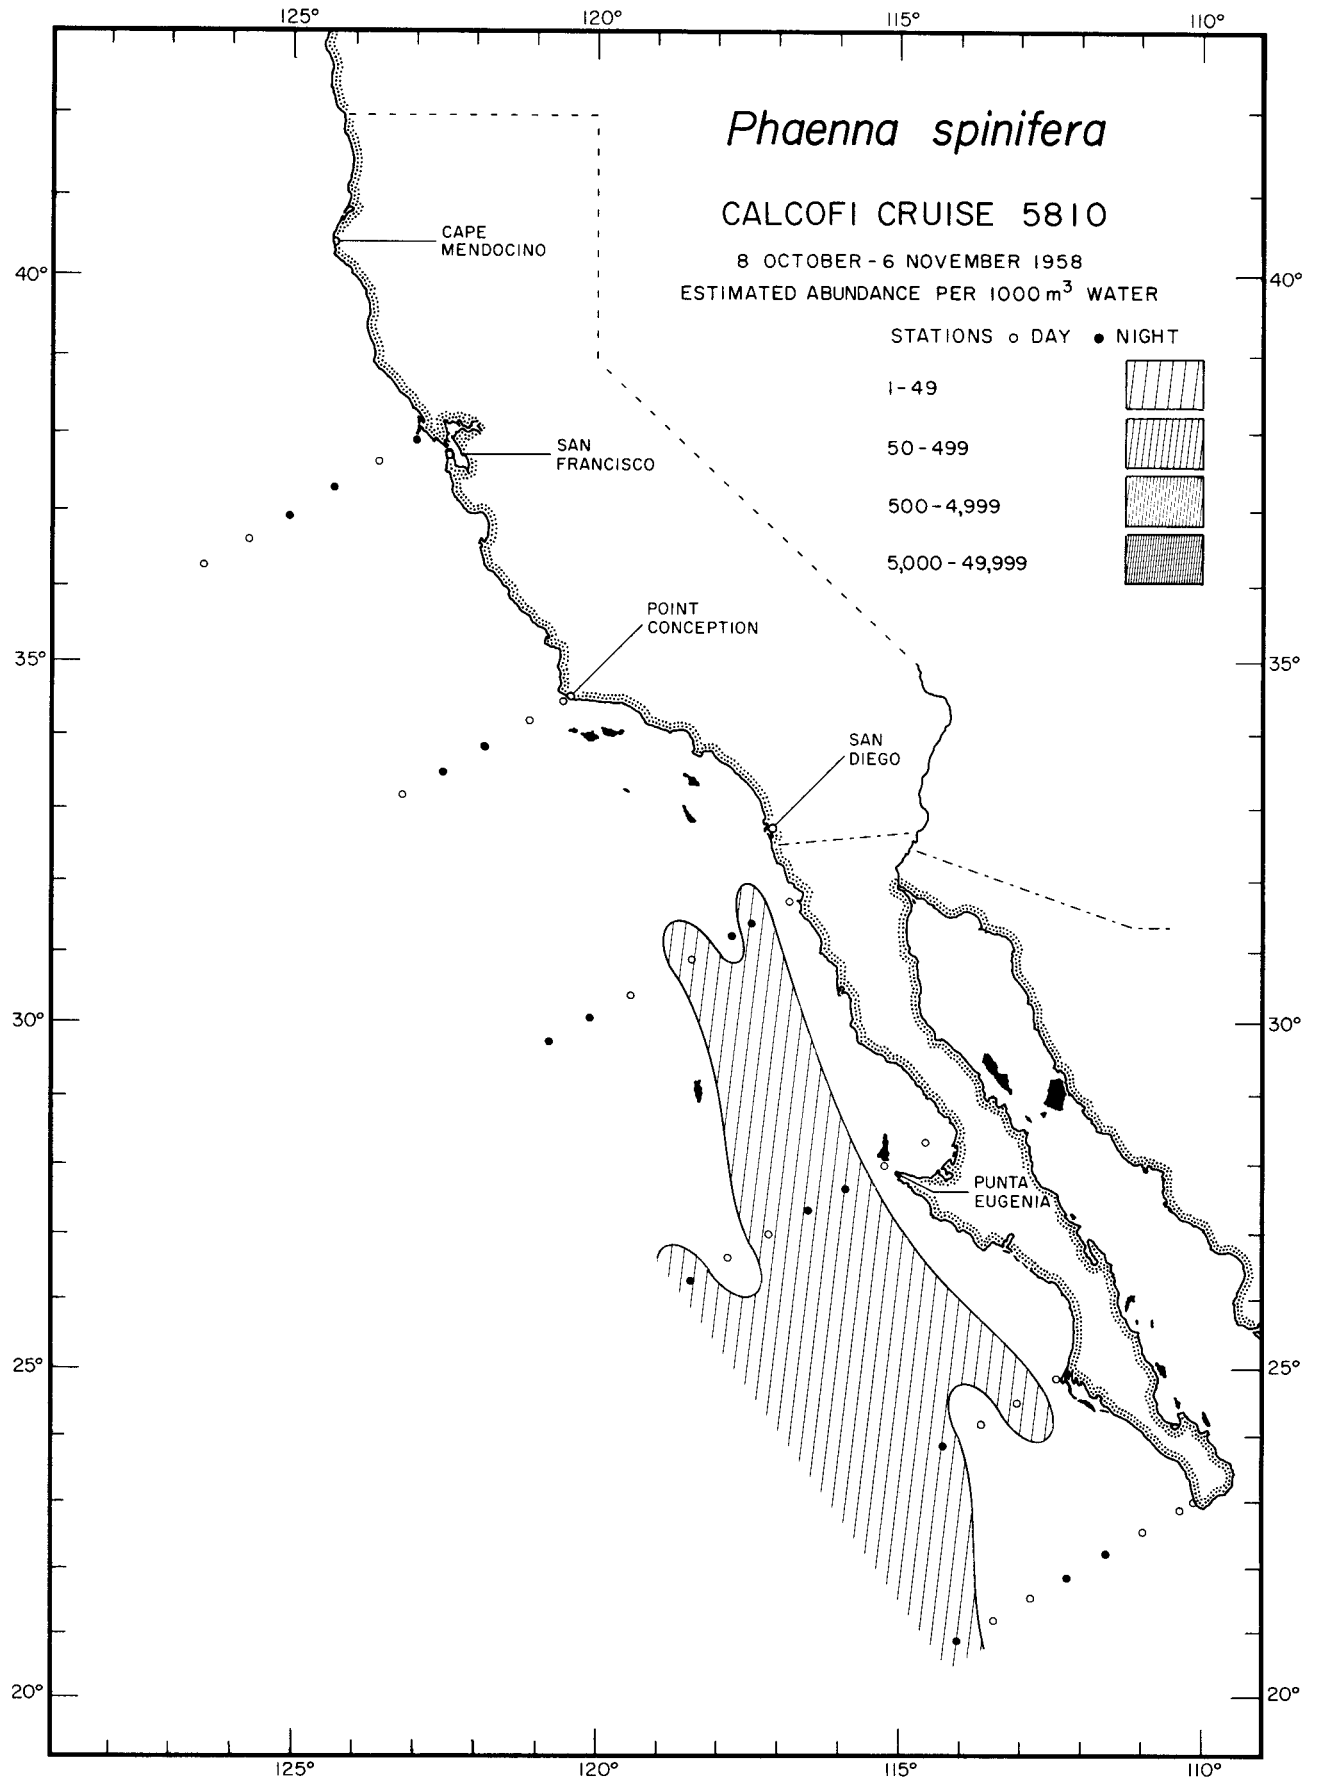 125° 120° 115° 110°
Phaenna spinifera
CALCOFI CRUISE 5810
8 OCTOBER - 6 NOVEMBER 1958
ESTIMATED ABUNDANCE PER 1000 m³ WATER
STATIONS ○ DAY ● NIGHT
1-49
50-499
500-4,999
5,000-49,999
CAPE
MENDOCINO
40° 40°
SAN
FRANCISCO
POINT
CONCEPTION
35° 35°
SAN
DIEGO
30° 30°
PUNTA
EUGENIA
25° 25°
20° 20°
125° 120° 115° 110°